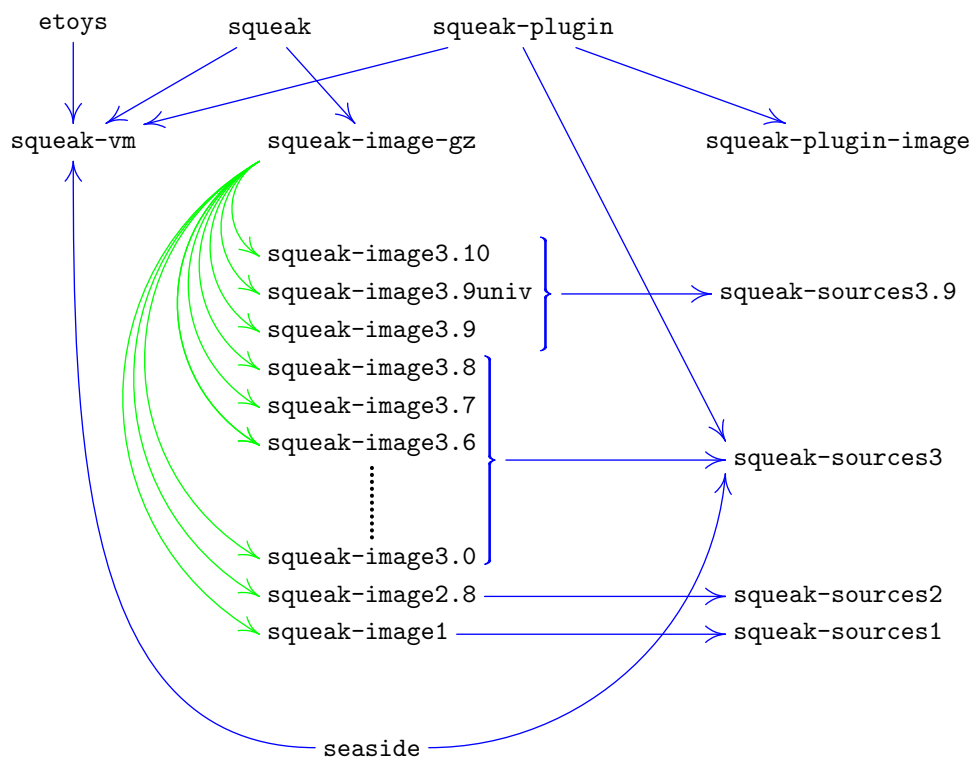 etoys
squeak
squeak-plugin
squeak-vm
squeak-image-gz
squeak-plugin-image
squeak-image3.10
squeak-image3.9univ
squeak-sources3.9
squeak-image3.9
squeak-image3.8
squeak-image3.7
squeak-image3.6
squeak-sources3
squeak-image3.0
squeak-image2.8
squeak-sources2
squeak-image1
squeak-sources1
seaside